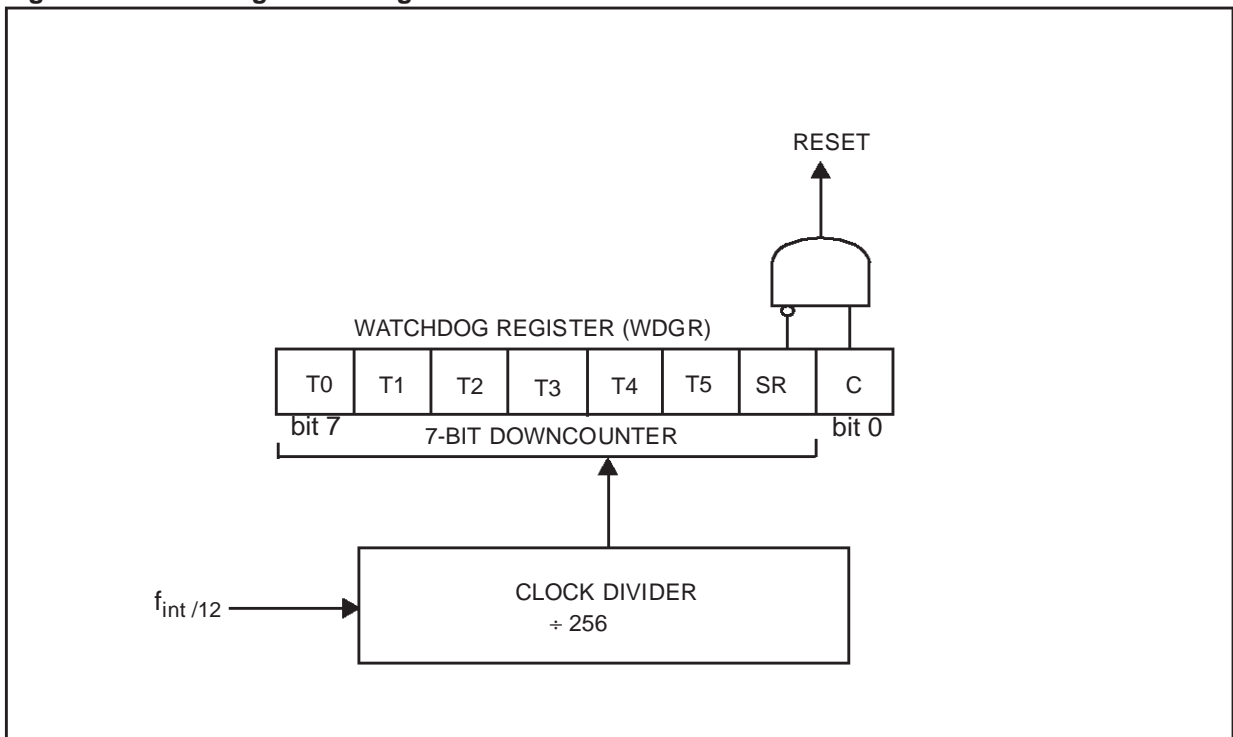 RESET
WATCHDOG REGISTER (WDGR)
T0 T1 T2 T3 T4 T5 SR C
bit 7 bit 0
7-BIT DOWNCOUNTER
fint /12
CLOCK DIVIDER
÷ 256